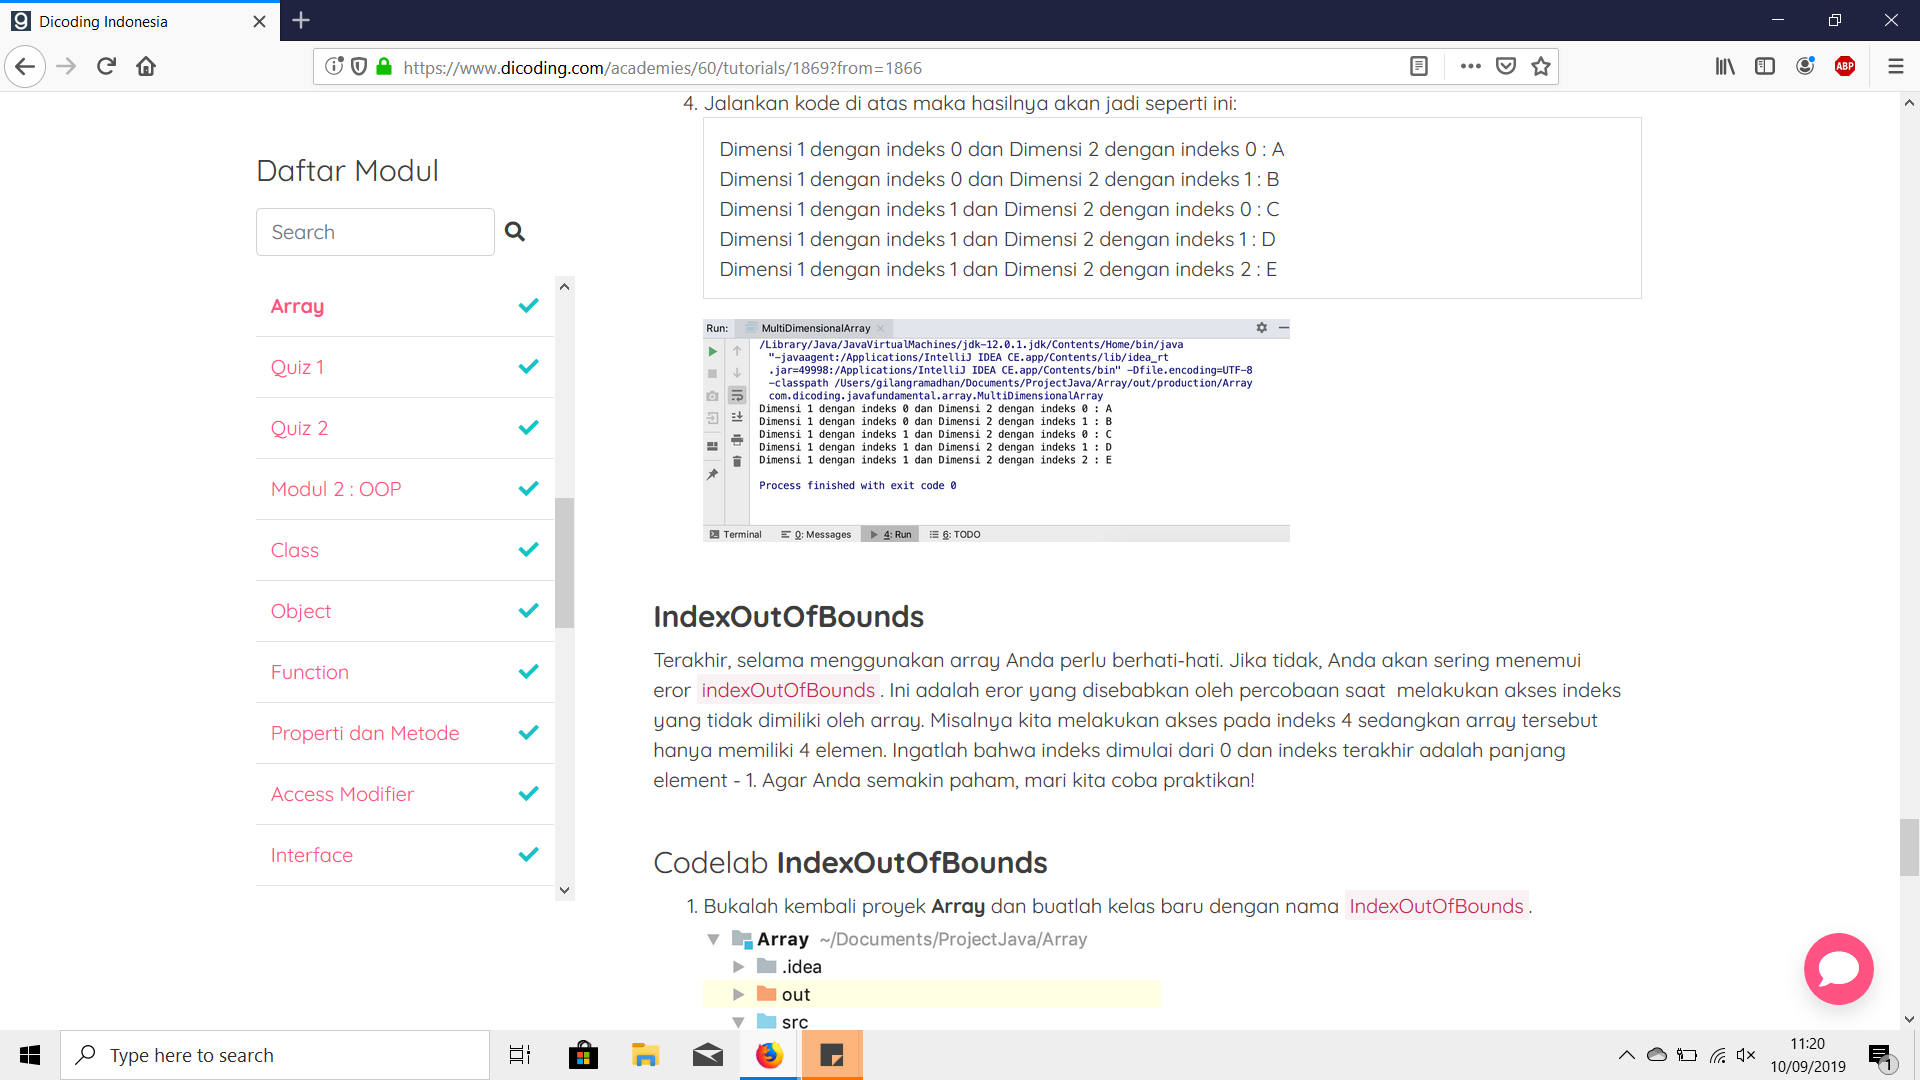 Dicoding Indonesia
https://www.dicoding.com/academies/60/tutorials/1869?from=1866
ABP
Daftar Modul
Search
Array
Quiz 1
Quiz 2
Modul 2 : OOP
Class
Object
Function
Properti dan Metode
Access Modifier
Interface
4. Jalankan kode di atas maka hasilnya akan jadi seperti ini:
Dimensi 1 dengan indeks 0 dan Dimensi 2 dengan indeks 0 : A
Dimensi 1 dengan indeks 0 dan Dimensi 2 dengan indeks 1 : B
Dimensi 1 dengan indeks 1 dan Dimensi 2 dengan indeks 0 : C
Dimensi 1 dengan indeks 1 dan Dimensi 2 dengan indeks 1 : D
Dimensi 1 dengan indeks 1 dan Dimensi 2 dengan indeks 2 : E
Run: MultiDimensionalArray
/Library/Java/JavaVirtualMachines/jdk-12.0.1.jdk/Contents/Home/bin/java
"-javaagent:/Applications/IntelliJ IDEA CE.app/Contents/lib/idea_rt
.jar=49998:/Applications/IntelliJ IDEA CE.app/Contents/bin" -Dfile.encoding=UTF-8
-classpath /Users/gilangramadhan/Documents/ProjectJava/Array/out/production/Array
com.dicoding.javafundamental.array.MultiDimensionalArray
Dimensi 1 dengan indeks 0 dan Dimensi 2 dengan indeks 0 : A
Dimensi 1 dengan indeks 0 dan Dimensi 2 dengan indeks 1 : B
Dimensi 1 dengan indeks 1 dan Dimensi 2 dengan indeks 0 : C
Dimensi 1 dengan indeks 1 dan Dimensi 2 dengan indeks 1 : D
Dimensi 1 dengan indeks 1 dan Dimensi 2 dengan indeks 2 : E
Process finished with exit code 0
Terminal 0: Messages 4: Run 6: TODO
IndexOutOfBounds
Terakhir, selama menggunakan array Anda perlu berhati-hati. Jika tidak, Anda akan sering menemui
eror indexOutOfBounds . Ini adalah eror yang disebabkan oleh percobaan saat melakukan akses indeks
yang tidak dimiliki oleh array. Misalnya kita melakukan akses pada indeks 4 sedangkan array tersebut
hanya memiliki 4 elemen. Ingatlah bahwa indeks dimulai dari 0 dan indeks terakhir adalah panjang
element - 1. Agar Anda semakin paham, mari kita coba praktikan!
Codelab IndexOutOfBounds
1. Bukalah kembali proyek Array dan buatlah kelas baru dengan nama IndexOutOfBounds .
Array ~/Documents/ProjectJava/Array
.idea
out
src
Type here to search
11:20
10/09/2019
1